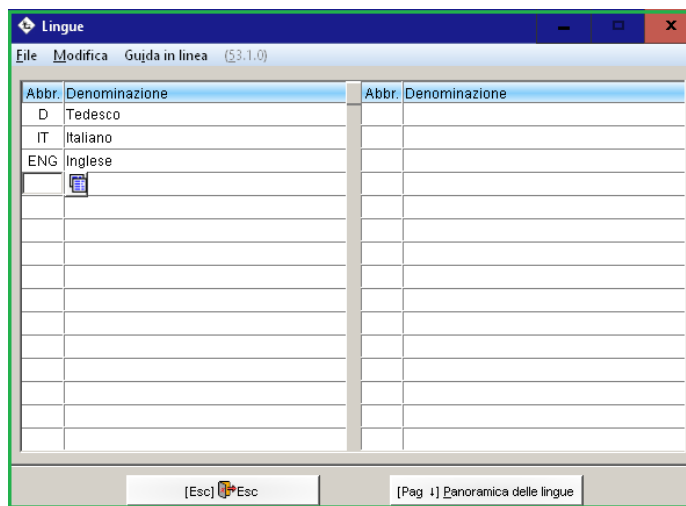 Lingue
File Modifica Guida in linea (53.1.0)
Abbr. Denominazione Abbr. Denominazione
D Tedesco
IT Italiano
ENG Inglese
[Esc] Esc [Pag ↓] Panoramica delle lingue